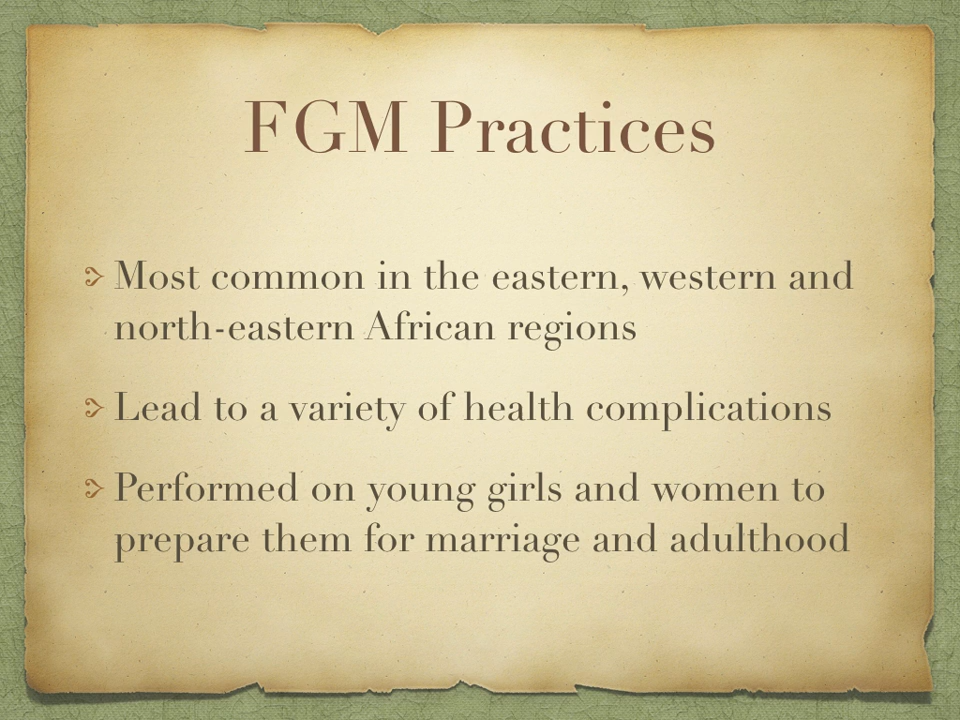 FGM Practices
Most common in the eastern, western and
north-eastern African regions
Lead to a variety of health complications
Performed on young girls and women to
prepare them for marriage and adulthood